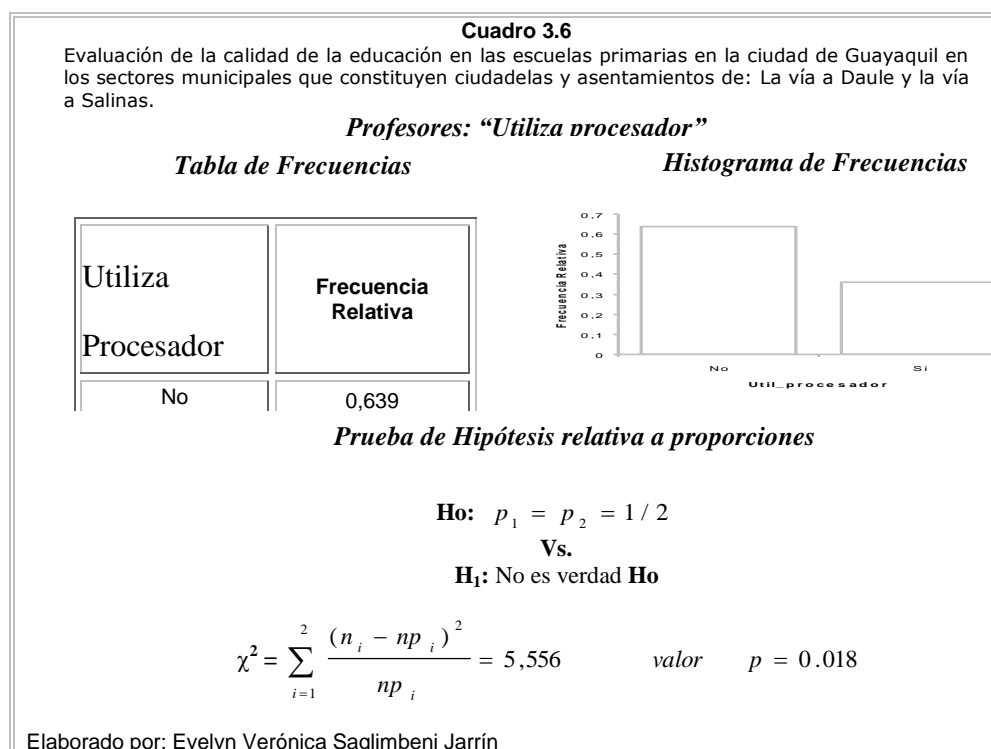 Cuadro 3.6
Evaluación de la calidad de la educación en las escuelas primarias en la ciudad de Guayaquil en
los sectores municipales que constituyen ciudadelas y asentamientos de: La vía a Daule y la vía
a Salinas.
Profesores: “Utiliza procesador”
Tabla de Frecuencias
Histograma de Frecuencias
Utiliza
Procesador
Frecuencia
Relativa
No
0,639
Frecuencia Relativa
0,7
0,6
0,5
0,4
0,3
0,2
0,1
0
No
Si
Util_procesador
Prueba de Hipótesis relativa a proporciones
Ho: p₁ = p₂ = 1 / 2
Vs.
H₁: No es verdad Ho
χ² = ∑_{i=1}^{2} (n_i − np_i)² / np_i = 5,556 valor p = 0.018
Elaborado por: Evelyn Verónica Saglimbeni Jarrín